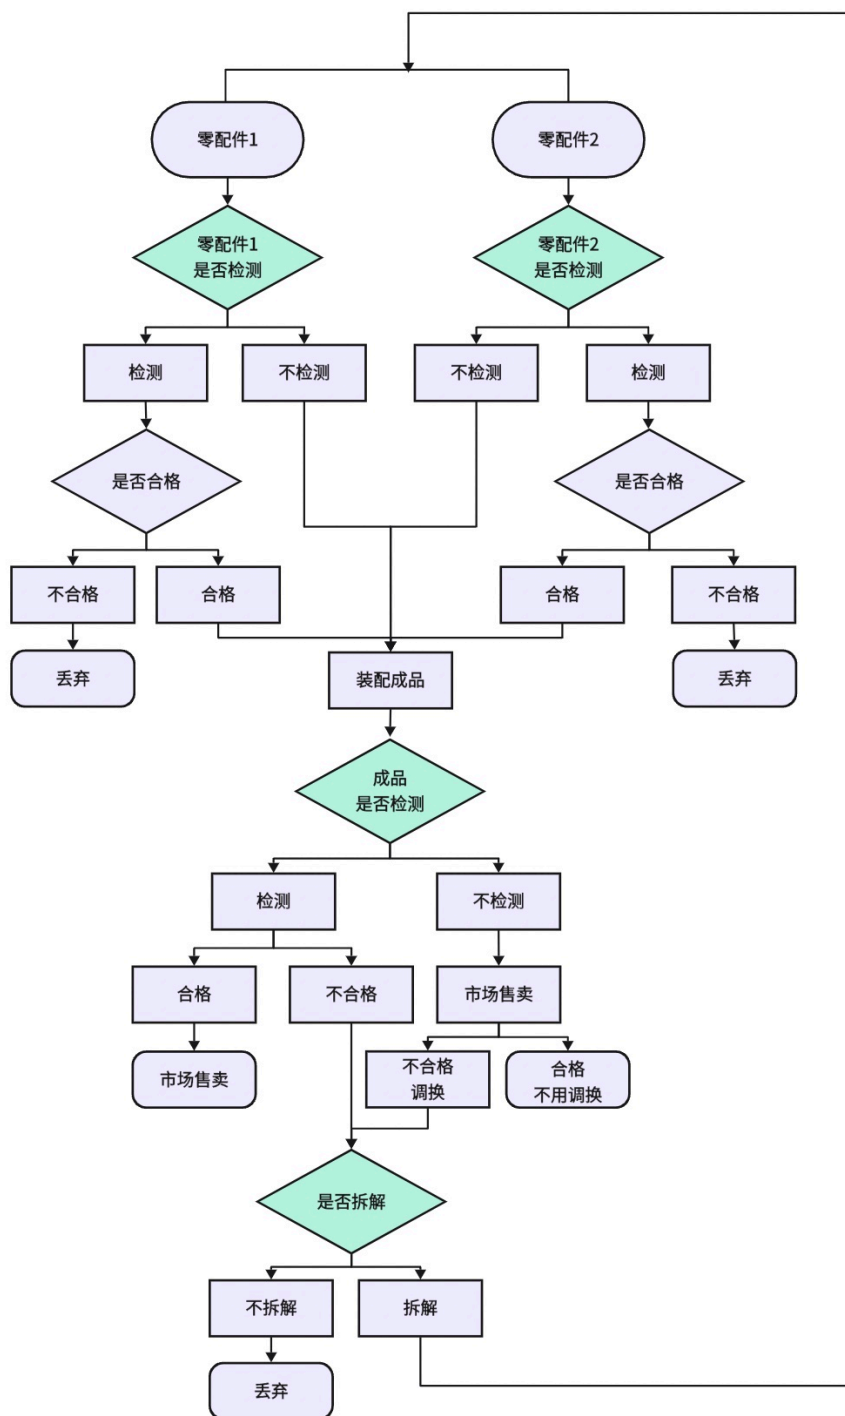 零配件1
零配件2
零配件1
是否检测
零配件2
是否检测
检测
不检测
不检测
检测
是否合格
是否合格
不合格
合格
合格
不合格
丢弃
装配成品
丢弃
成品
是否检测
检测
不检测
合格
不合格
市场售卖
市场售卖
不合格
调换
合格
不用调换
是否拆解
不拆解
拆解
丢弃